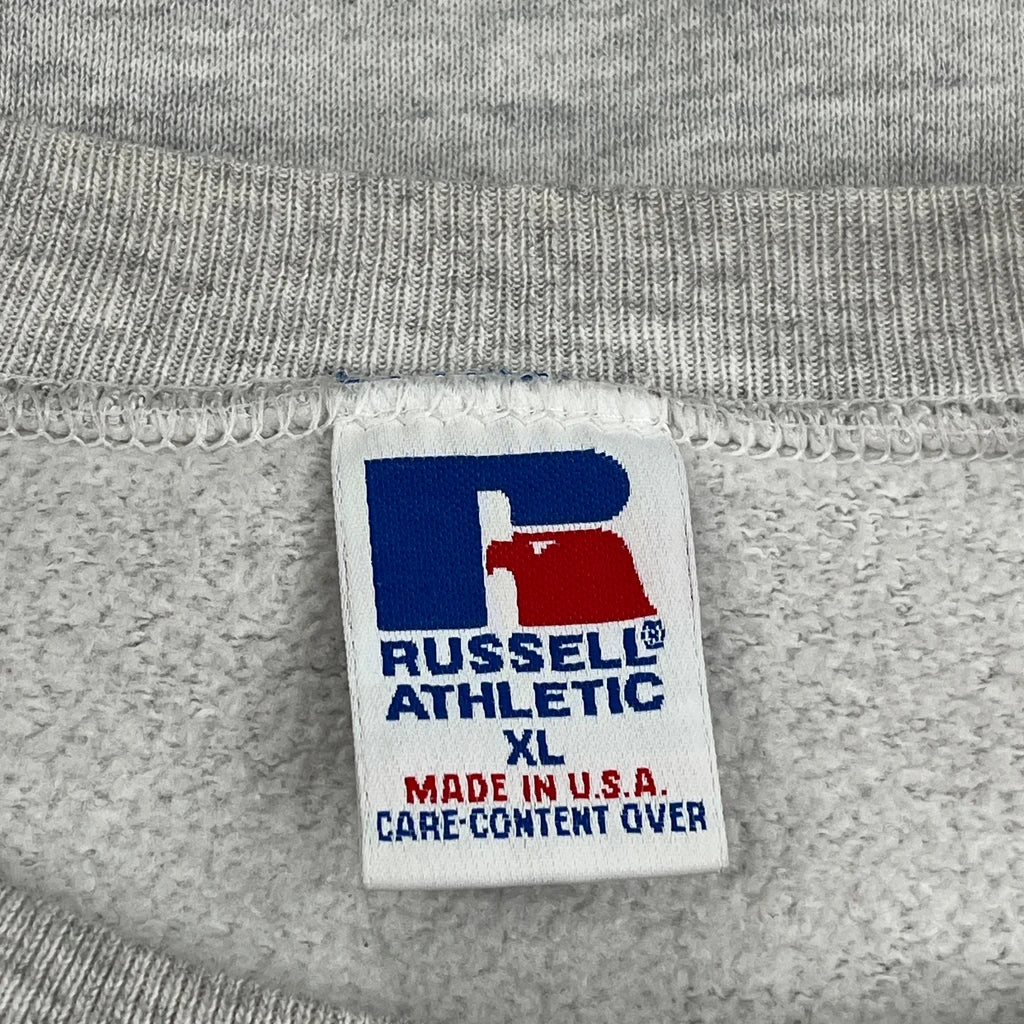 R
RUSSELL®
ATHLETIC
XL
MADE IN U.S.A.
CARE-CONTENT OVER